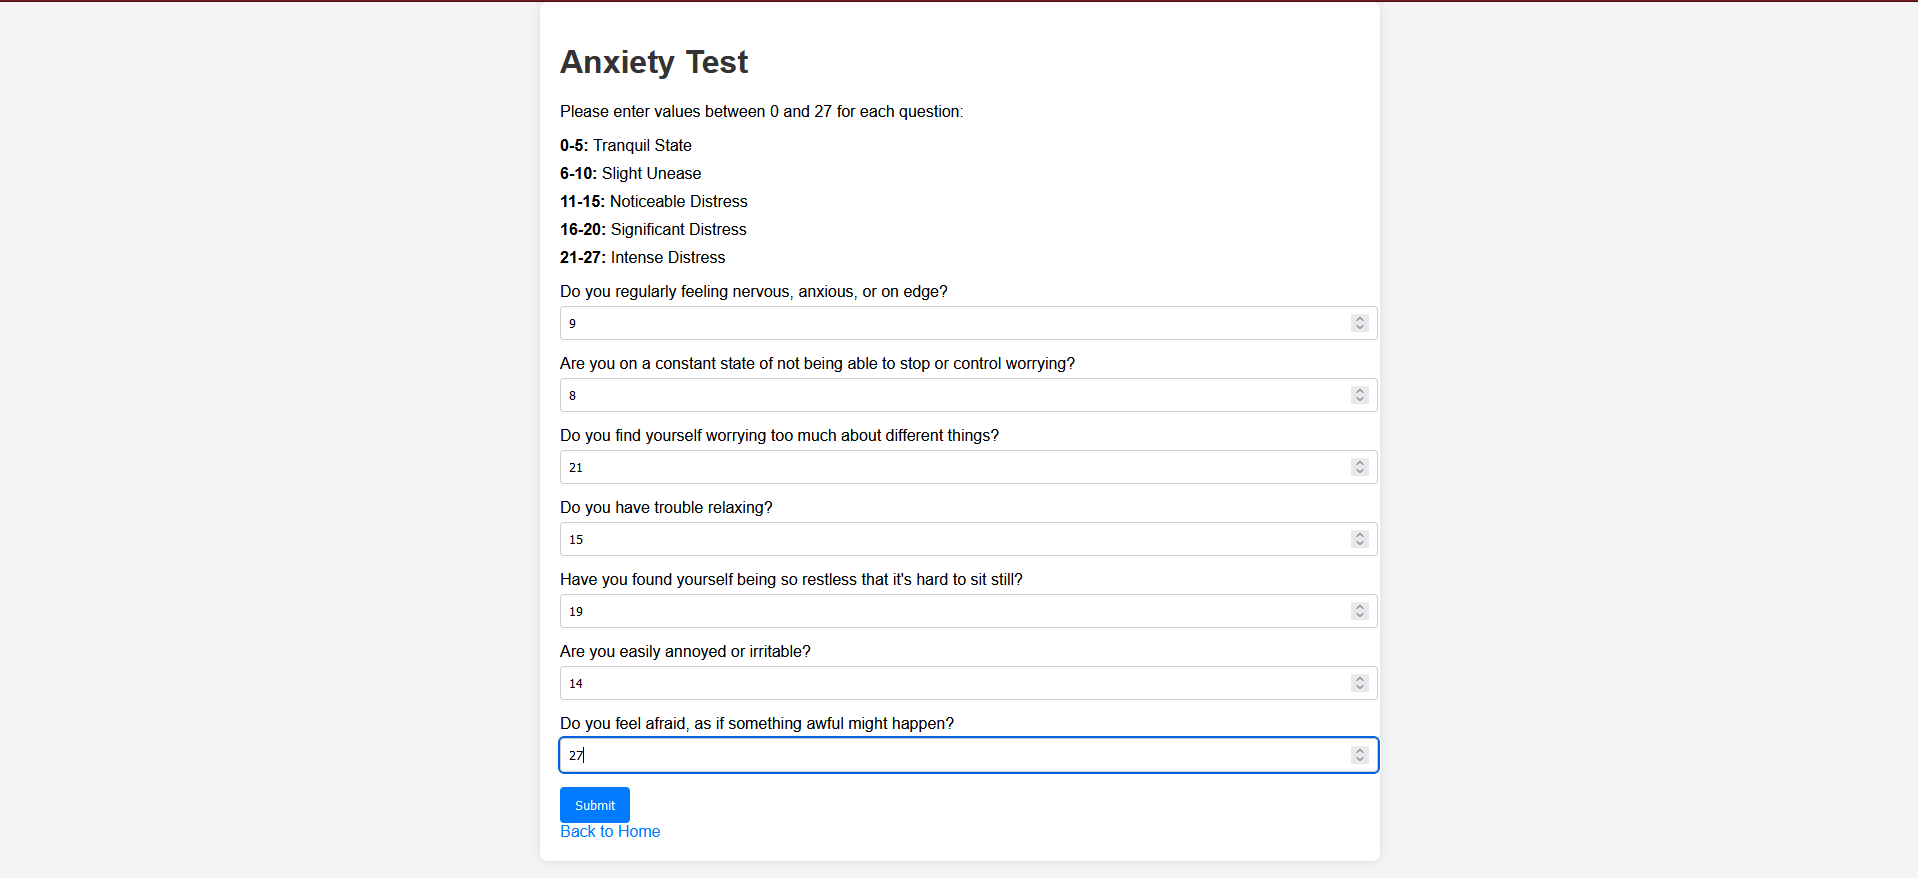 Anxiety Test
Please enter values between 0 and 27 for each question:
0-5: Tranquil State
6-10: Slight Unease
11-15: Noticeable Distress
16-20: Significant Distress
21-27: Intense Distress
Do you regularly feeling nervous, anxious, or on edge?
9
Are you on a constant state of not being able to stop or control worrying?
8
Do you find yourself worrying too much about different things?
21
Do you have trouble relaxing?
15
Have you found yourself being so restless that it's hard to sit still?
19
Are you easily annoyed or irritable?
14
Do you feel afraid, as if something awful might happen?
27
Submit
Back to Home